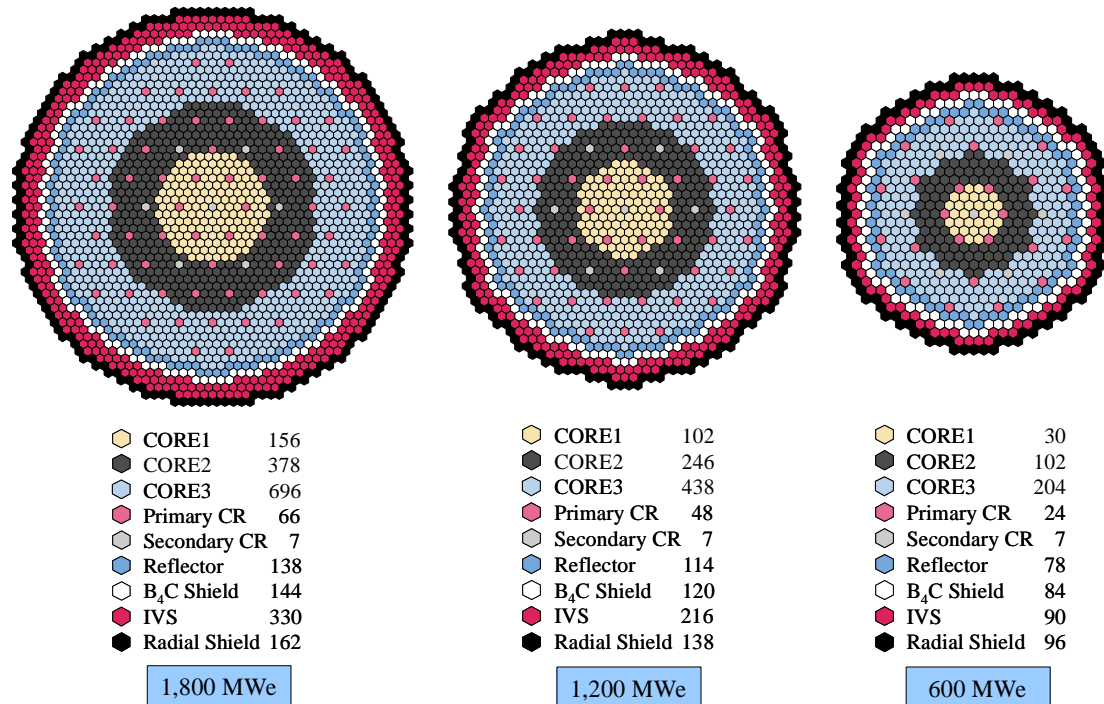 CORE1 156
CORE2 378
CORE3 696
Primary CR 66
Secondary CR 7
Reflector 138
B₄C Shield 144
IVS 330
Radial Shield 162
1,800 MWe
CORE1 102
CORE2 246
CORE3 438
Primary CR 48
Secondary CR 7
Reflector 114
B₄C Shield 120
IVS 216
Radial Shield 138
1,200 MWe
CORE1 30
CORE2 102
CORE3 204
Primary CR 24
Secondary CR 7
Reflector 78
B₄C Shield 84
IVS 90
Radial Shield 96
600 MWe